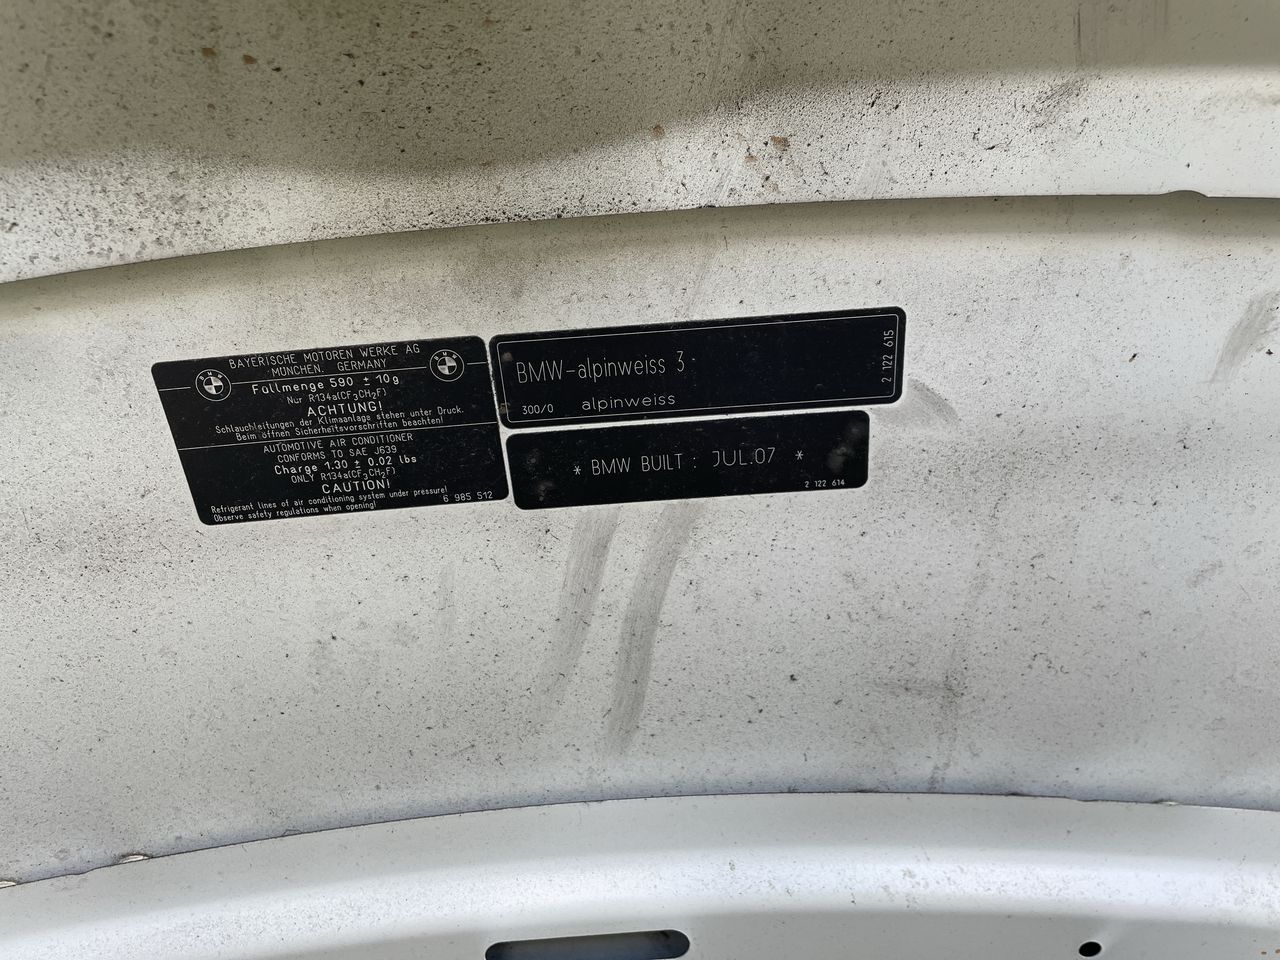 BAYERISCHE MOTOREN WERKE AG
MÜNCHEN, GERMANY
BMW
BMW
Füllmenge 590 ± 10g
Nur R134a(CF3CH2F)
ACHTUNG!
Schlauchleitungen der Klimaanlage stehen unter Druck.
Beim öffnen Sicherheitsvorschriften beachten!
AUTOMOTIVE AIR CONDITIONER
CONFORMS TO SAE J639
Charge 1.30 ± 0.02 lbs
ONLY R134a(CF3CH2F)
CAUTION!
Refrigerant lines of air conditioning system under pressure!
Observe safety regulations when opening!
6 985 512
BMW-alpinweiss 3
300/0 alpinweiss
2 122 615
* BMW BUILT : JUL.07 *
2 122 614